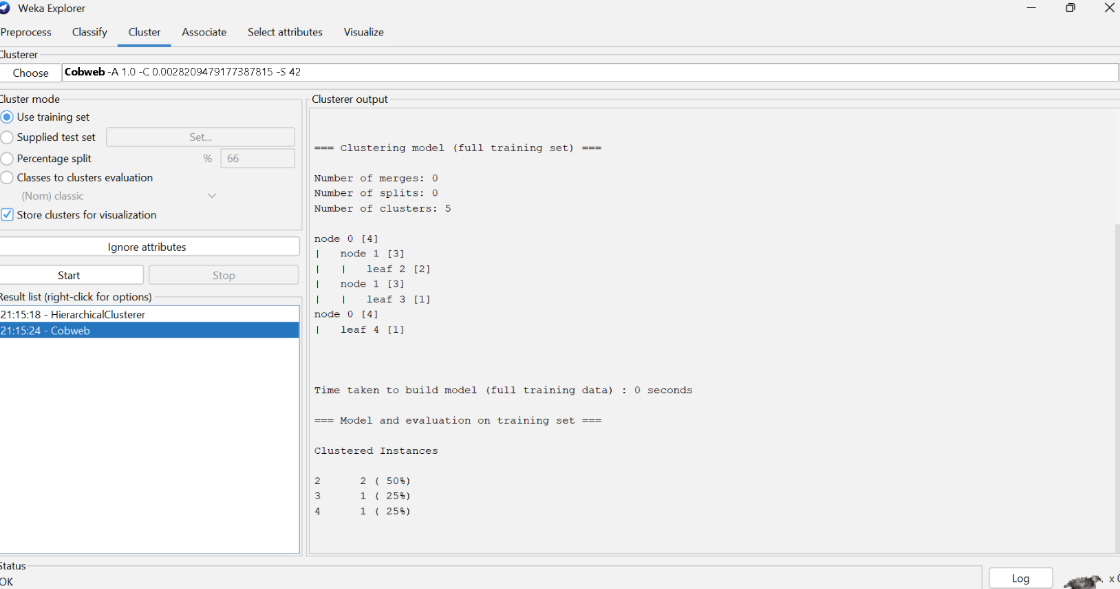 Weka Explorer
Preprocess Classify Cluster Associate Select attributes Visualize
Clusterer
Choose Cobweb -A 1.0 -C 0.0028209479177387815 -S 42
Cluster mode
Use training set
Supplied test set Set...
Percentage split % 66
Classes to clusters evaluation
(Nom) classic
Store clusters for visualization
Ignore attributes
Start Stop
Result list (right-click for options)
21:15:18 - HierarchicalClusterer
21:15:24 - Cobweb
Clusterer output
=== Clustering model (full training set) ===
Number of merges: 0
Number of splits: 0
Number of clusters: 5
node 0 [4]
|   node 1 [3]
|   |   leaf 2 [2]
|   node 1 [3]
|   |   leaf 3 [1]
node 0 [4]
|   leaf 4 [1]
Time taken to build model (full training data) : 0 seconds
=== Model and evaluation on training set ===
Clustered Instances
2      2 ( 50%)
3      1 ( 25%)
4      1 ( 25%)
Status
OK
Log x 0